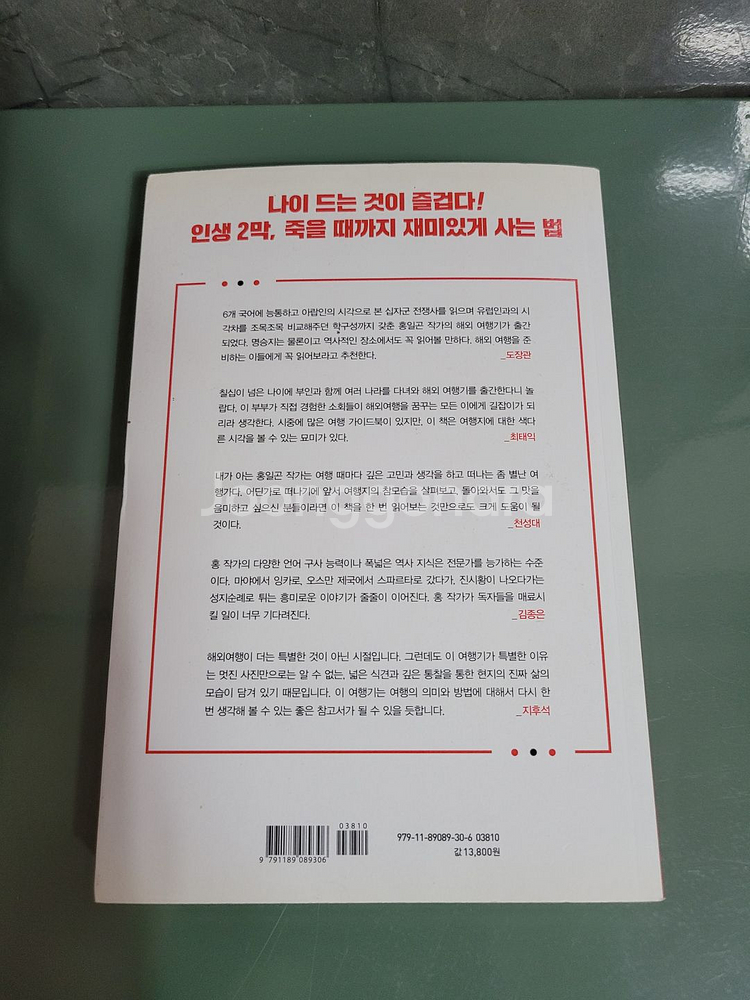 나이 드는 것이 즐겁다!
인생 2막, 죽을 때까지 재미있게 사는 법
6개 국어에 능통하고 아랍인의 시각으로 본 십자군 전쟁사를 읽으며 유럽인과의 시
각차를 조목조목 비교해주던 학구성까지 갖춘 홍일곤 작가의 해외 여행기가 출간
되었다. 명승지는 물론이고 역사적인 장소에서도 꼭 읽어볼 만하다. 해외 여행을 준
비하는 이들에게 꼭 읽어보라고 추천한다. _도장관
칠십이 넘은 나이에 부인과 함께 여러 나라를 다녀와 해외 여행기를 출간한다니 놀
랍다. 이 부부가 직접 경험한 소회들이 해외여행을 꿈꾸는 모든 이에게 길잡이가 되
리라 생각한다. 시중에 많은 여행 가이드북이 있지만, 이 책은 여행지에 대한 색다
른 시각을 볼 수 있는 묘미가 있다. _최태익
내가 아는 홍일곤 작가는 여행 때마다 깊은 고민과 생각을 하고 떠나는 좀 별난 여
행가다. 어딘가로 떠나기에 앞서 여행지의 참모습을 살펴보고, 돌아와서도 그 맛을
음미하고 싶으신 분들이라면 이 책을 한 번 읽어보는 것만으로도 크게 도움이 될
것이다. _천성대
홍 작가의 다양한 언어 구사 능력이나 폭넓은 역사 지식은 전문가를 능가하는 수준
이다. 마야에서 잉카로, 오스만 제국에서 스파르타로 갔다가, 진시황이 나오다가는
성지순례로 튀는 흥미로운 이야기가 줄줄이 이어진다. 홍 작가가 독자들을 매료시
킬 일이 너무 기다려진다. _김종은
해외여행이 더는 특별한 것이 아닌 시절입니다. 그런데도 이 여행기가 특별한 이유
는 멋진 사진만으로는 알 수 없는, 넓은 식견과 깊은 통찰을 통한 현지의 진짜 삶의
모습이 담겨 있기 때문입니다. 이 여행기는 여행의 의미와 방법에 대해서 다시 한
번 생각해 볼 수 있는 좋은 참고서가 될 수 있을 듯합니다. _지후석
Joonggonara
03810
9 791189 089306
979-11-89089-30-6 03810
값 13,800원